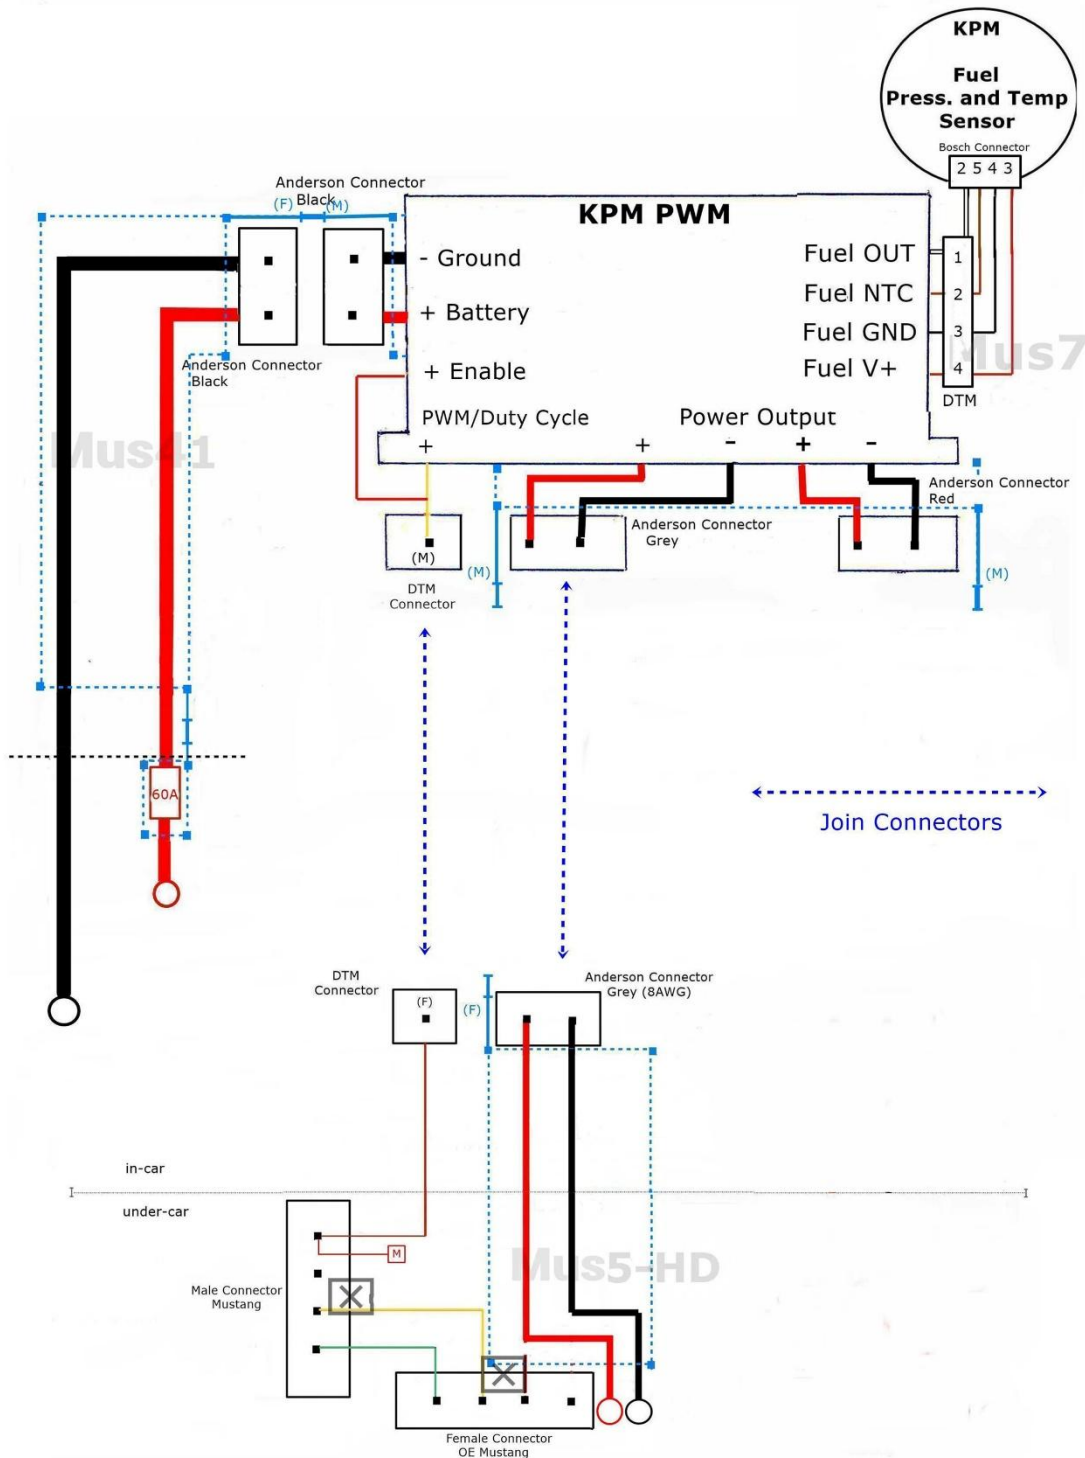 KPM
Fuel
Press. and Temp
Sensor
Bosch Connector
2 5 4 3
Anderson Connector
Black
(F)
(M)
KPM PWM
- Ground
+ Battery
+ Enable
PWM/Duty Cycle
+
Power Output
+ - + -
Fuel OUT
Fuel NTC
Fuel GND
Fuel V+
1
2
3
4
DTM
Mus7
Anderson Connector
Black
Mus41
(M)
DTM
Connector
(M)
Anderson Connector
Grey
Anderson Connector
Red
(M)
60A
Join Connectors
DTM
Connector
(F)
(F)
Anderson Connector
Grey (8AWG)
in-car
under-car
Mus5-HD
M
Male Connector
Mustang
Female Connector
OE Mustang